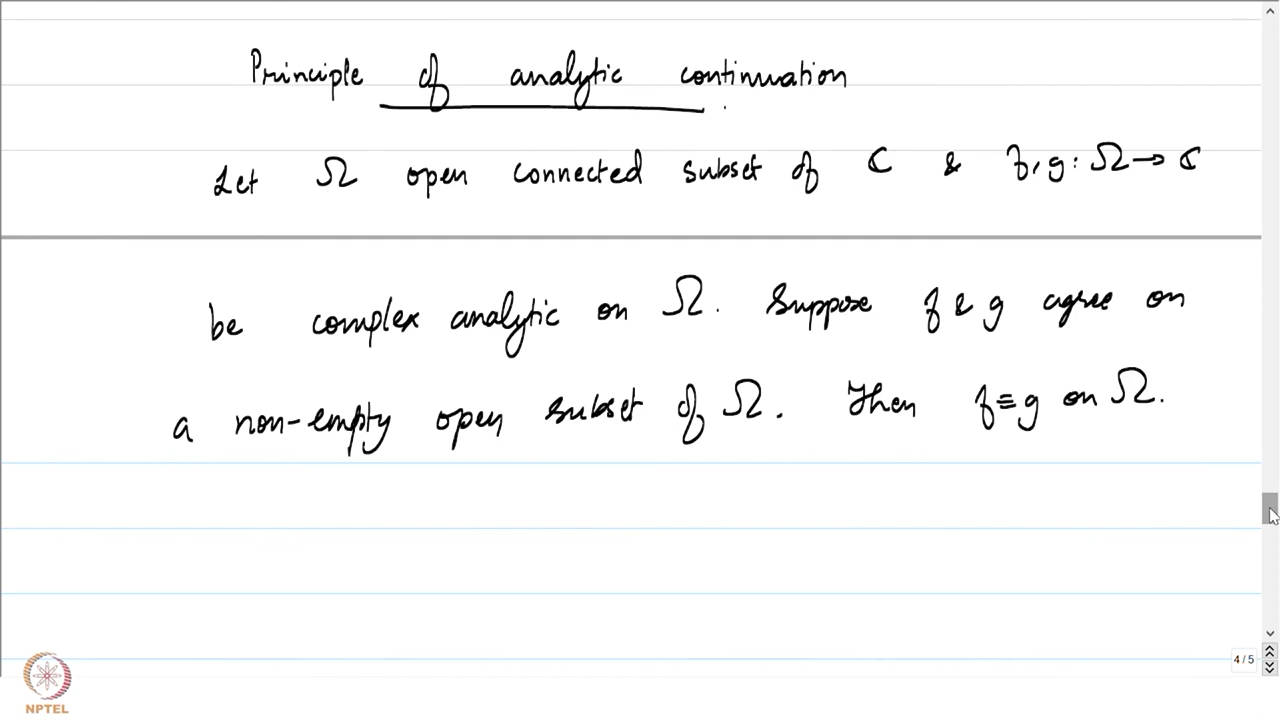 Principle of analytic continuation
Let Ω open connected subset of ℂ & f, g : Ω → ℂ
be complex analytic on Ω. Suppose f & g agree on
a non-empty open subset of Ω. Then f ≡ g on Ω.
4 / 5
NPTEL